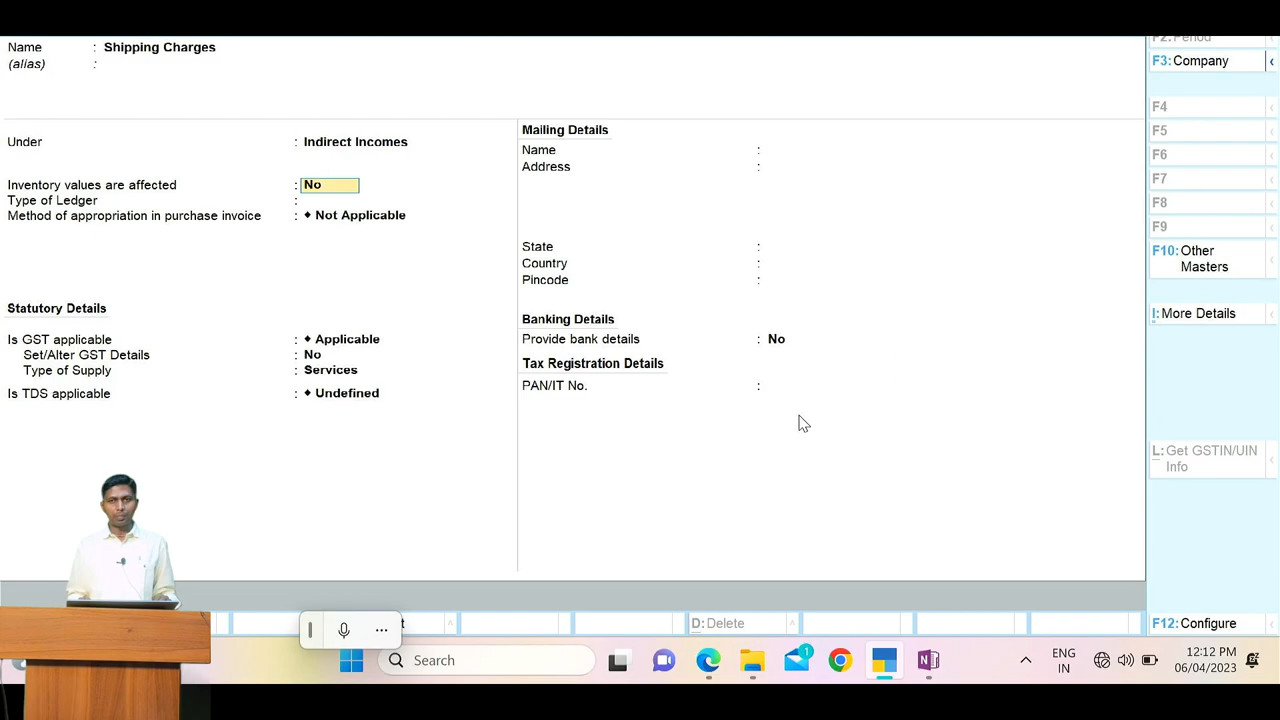 F2: Period
Name : Shipping Charges
F3: Company
(alias) :
F4
Mailing Details
F5
Under : Indirect Incomes
Name :
F6
Address :
F7
Inventory values are affected : No
Type of Ledger :
F8
Method of appropriation in purchase invoice : ♦ Not Applicable
F9
State :
F10: Other
Masters
Country :
Pincode :
Statutory Details
I: More Details
Banking Details
Is GST applicable : ♦ Applicable
Provide bank details : No
Set/Alter GST Details : No
Tax Registration Details
Type of Supply : Services
PAN/IT No. :
Is TDS applicable : ♦ Undefined
L: Get GSTIN/UIN
Info
D: Delete
F12: Configure
Search
1
ENG
IN
12:12 PM
06/04/2023